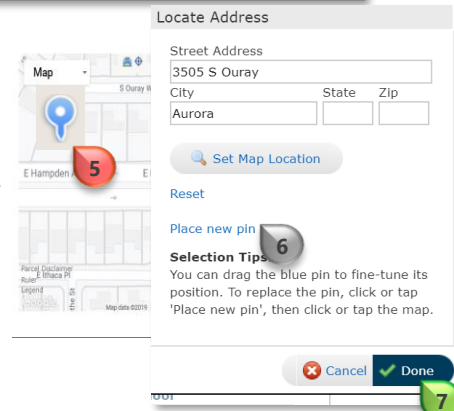 Locate Address
Street Address
3505 S Ouray
City State Zip
Aurora
Set Map Location
Reset
Place new pin
6
Selection Tips
You can drag the blue pin to fine-tune its
position. To replace the pin, click or tap
'Place new pin', then click or tap the map.
Cancel Done
7
Map
S Ouray W
5
E Hampden A
E
Parcel Disclaimer
Ruler E Ithaca Pl
Legend
the St
Map data ©2019